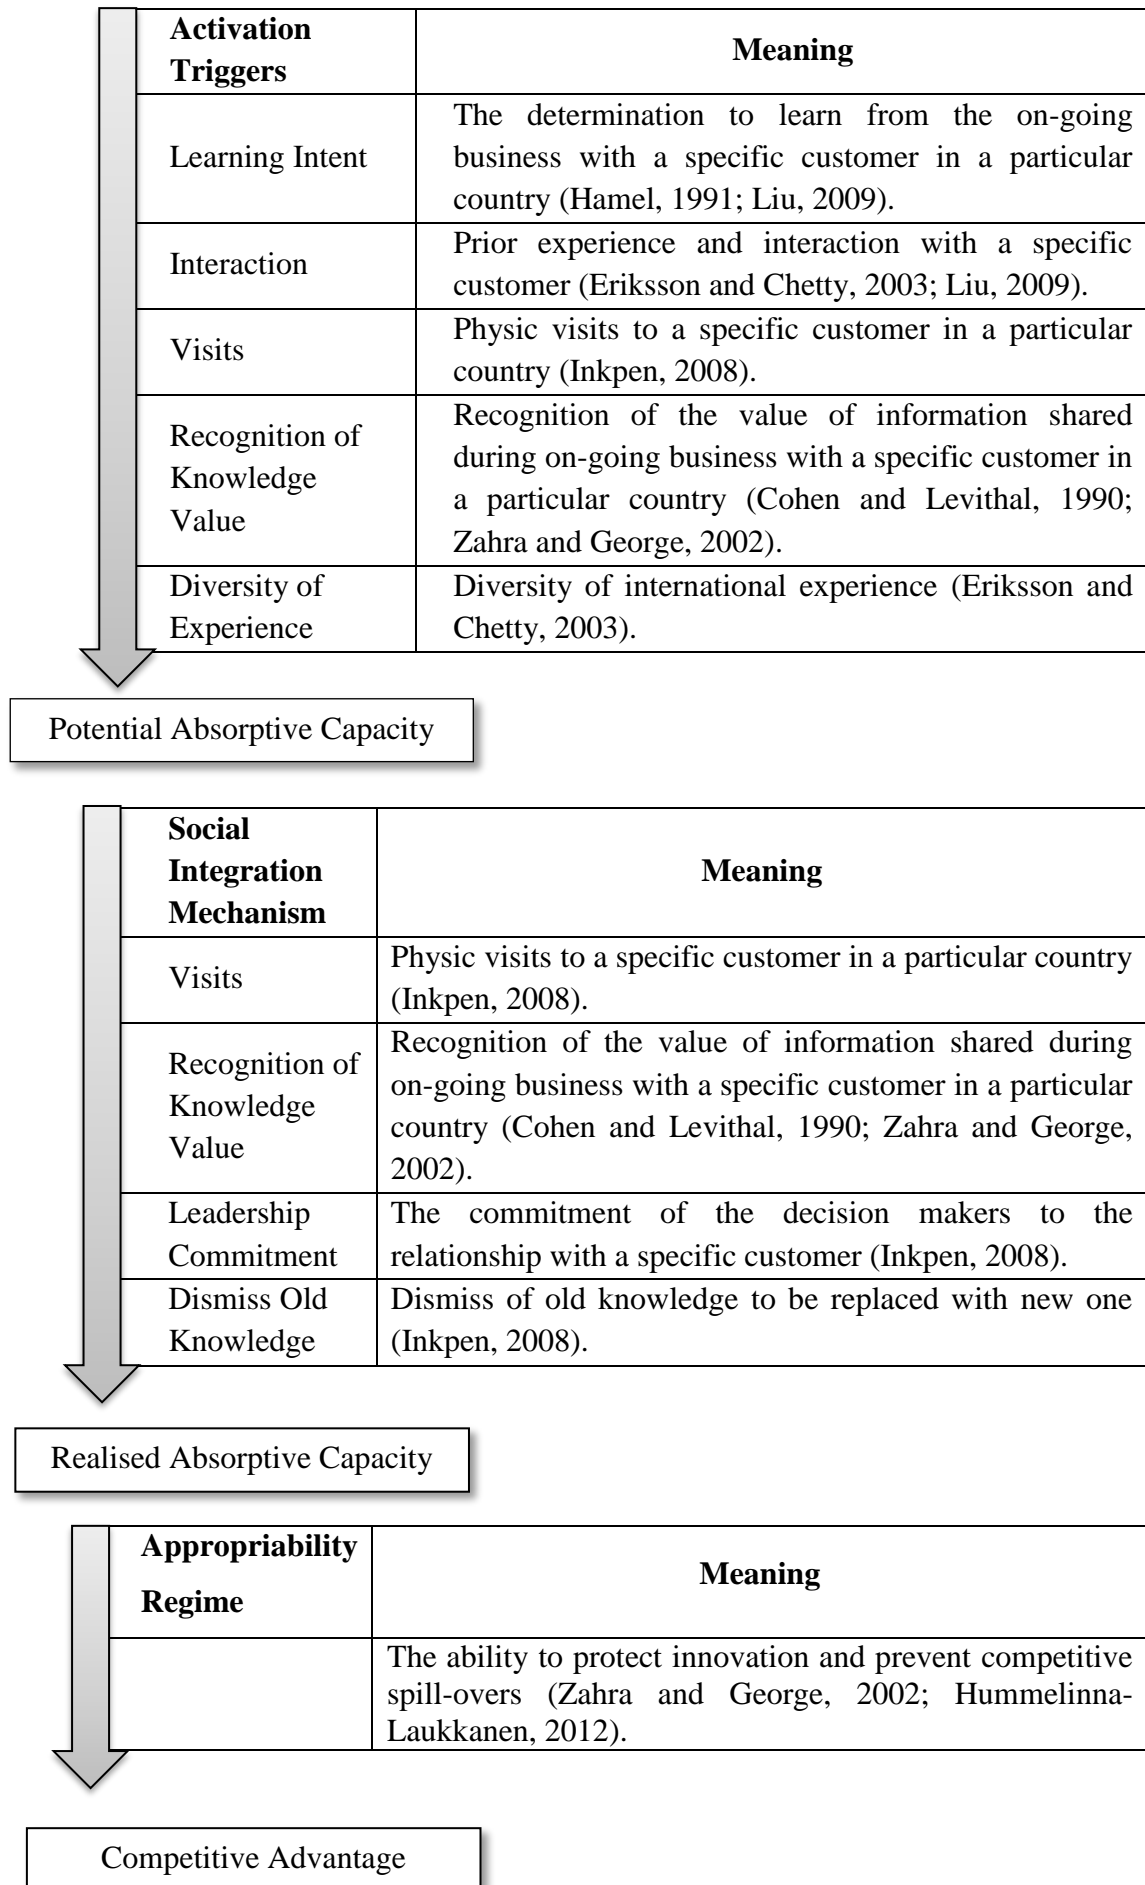 Activation
Triggers
Meaning
Learning Intent
The determination to learn from the on-going
business with a specific customer in a particular
country (Hamel, 1991; Liu, 2009).
Interaction
Prior experience and interaction with a specific
customer (Eriksson and Chetty, 2003; Liu, 2009).
Visits
Physic visits to a specific customer in a particular
country (Inkpen, 2008).
Recognition of
Knowledge
Value
Recognition of the value of information shared
during on-going business with a specific customer in
a particular country (Cohen and Levithal, 1990;
Zahra and George, 2002).
Diversity of
Experience
Diversity of international experience (Eriksson and
Chetty, 2003).
Potential Absorptive Capacity
Social
Integration
Mechanism
Meaning
Visits
Physic visits to a specific customer in a particular country
(Inkpen, 2008).
Recognition of
Knowledge
Value
Recognition of the value of information shared during
on-going business with a specific customer in a particular
country (Cohen and Levithal, 1990; Zahra and George,
2002).
Leadership
Commitment
The commitment of the decision makers to the
relationship with a specific customer (Inkpen, 2008).
Dismiss Old
Knowledge
Dismiss of old knowledge to be replaced with new one
(Inkpen, 2008).
Realised Absorptive Capacity
Appropriability
Regime
Meaning
The ability to protect innovation and prevent competitive
spill-overs (Zahra and George, 2002; Hummelinna-
Laukkanen, 2012).
Competitive Advantage